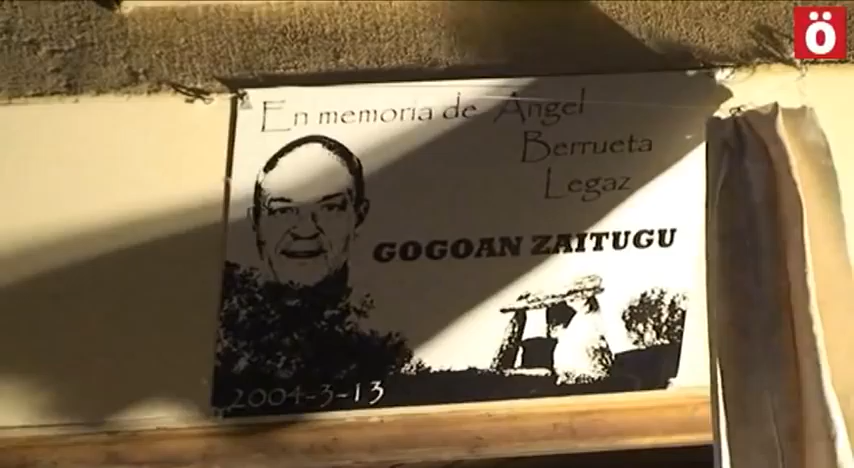 ö
En memoria de Ángel
Berrueta
Legaz
GOGOAN ZAITUGU
2004-3-13